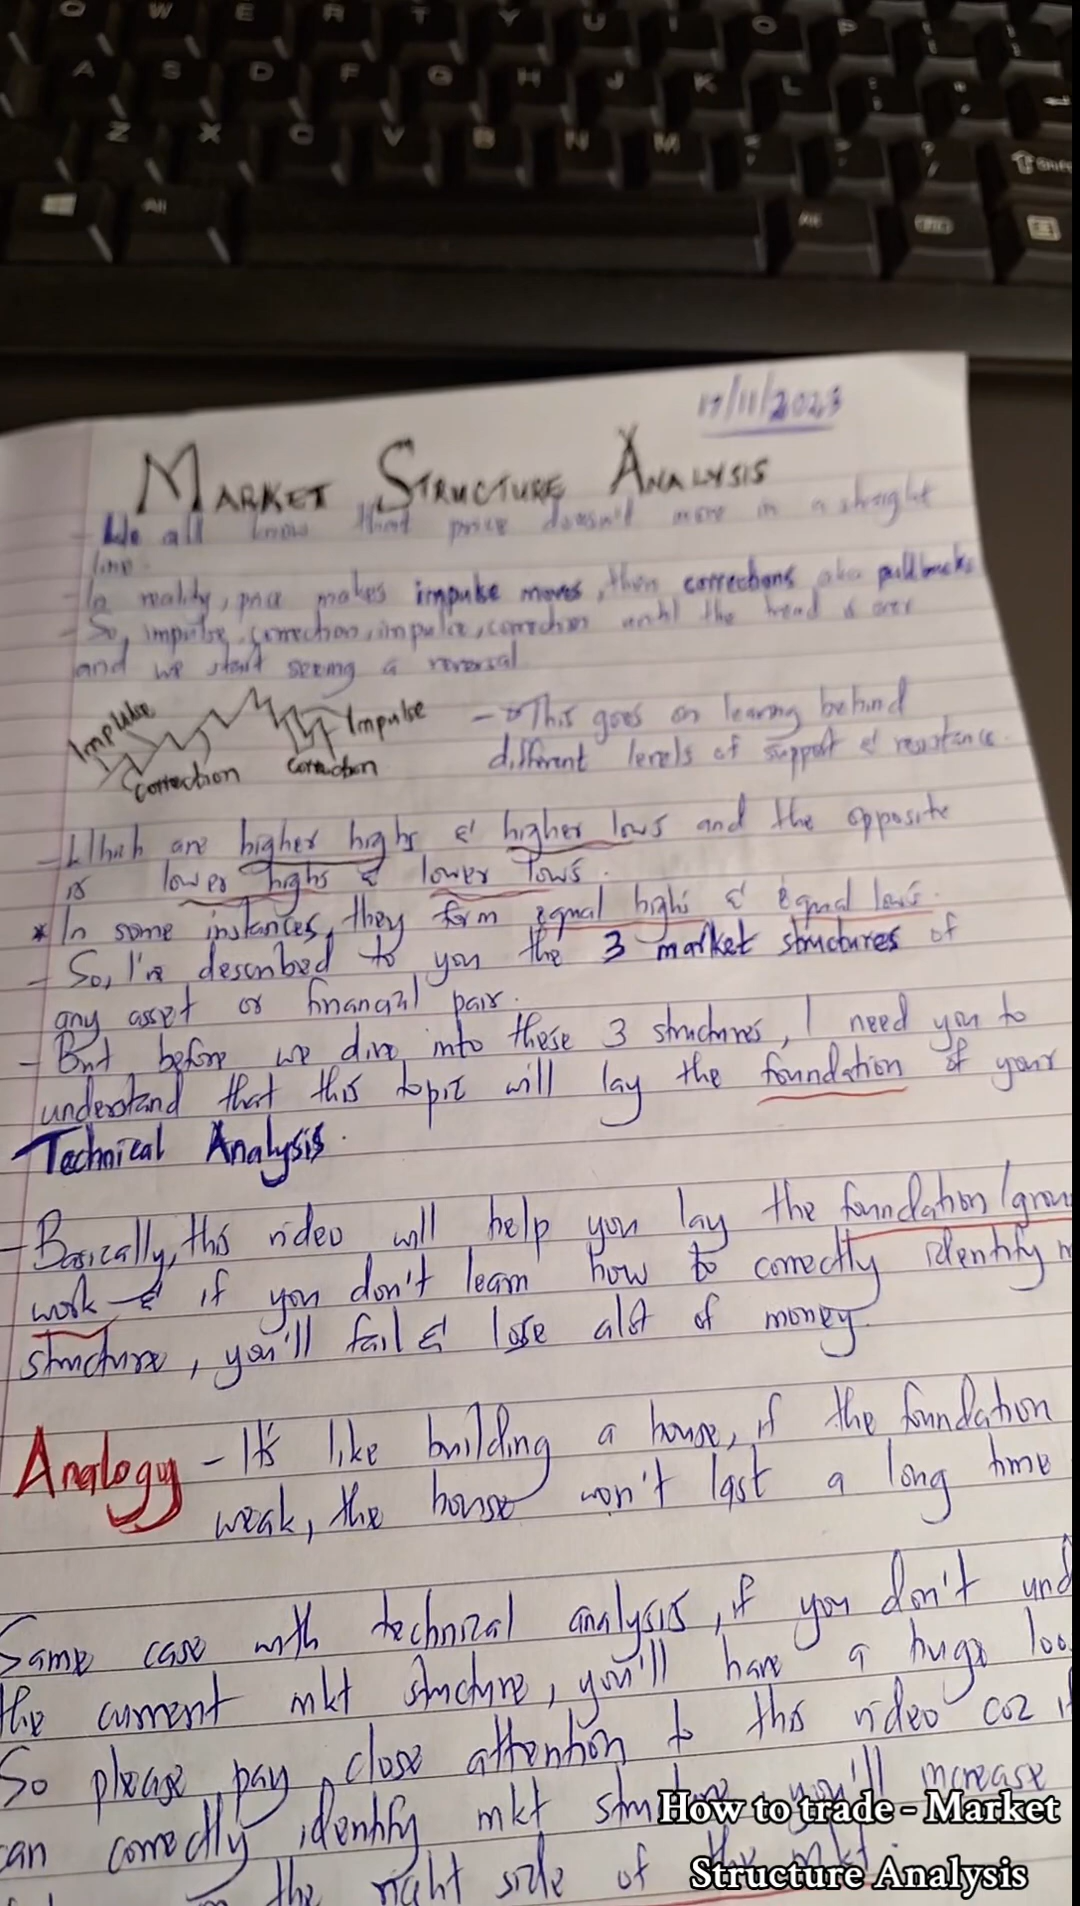 Q W E R T Y U I O P
A S D F G H J K L
Z X C V B N M
Alt
17/11/2023
MARKET STRUCTURE ANALYSIS
- We all know that price doesn't move in a straight
line.
- In reality, price makes impulse moves, then corrections aka pullbacks
- So, impulse, correction, impulse, correction until the trend is over
and we start seeing a reversal
Impulse
Impulse
Correction
Correction
- This goes on leaving behind
different levels of support & resistance.
- Which are higher highs & higher lows and the opposite
is lower highs & lower lows.
* In some instances, they form equal highs & equal lows.
- So, I've described to you the 3 market structures of
any asset or financial pair.
- But before we dive into these 3 structures, I need you to
understand that this topic will lay the foundation of your
Technical Analysis.
- Basically, this video will help you lay the foundation/
work & if you don't learn how to correctly identify
structure, you'll fail & lose alot of money.
Analogy - It's like building a house, if the foundation
weak, the house won't last a long time
Same case with technical analysis, if you don't
the current mkt structure, you'll have a huge
So please pay close attention to this video coz
can correctly identify mkt you'll increase
in the right side of the mkt.
How to trade - Market
Structure Analysis